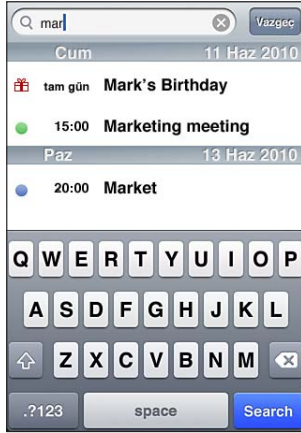 mar
Vazgeç
Cum 11 Haz 2010
tam gün Mark's Birthday
15:00 Marketing meeting
Paz 13 Haz 2010
20:00 Market
Q W E R T Y U I O P
A S D F G H J K L
Z X C V B N M
.?123 space Search